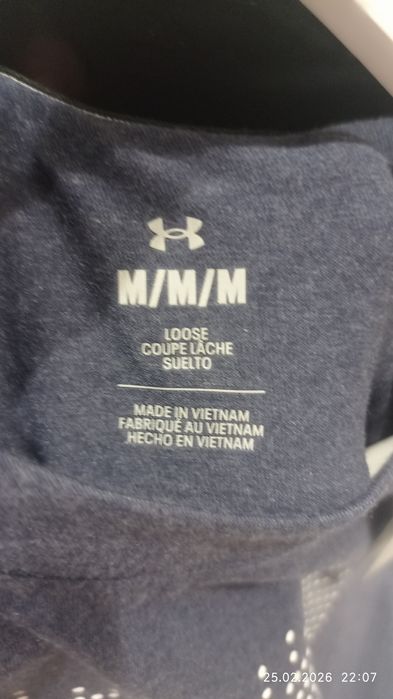 M/M/M
LOOSE
COUPE LÂCHE
SUELTO
MADE IN VIETNAM
FABRIQUÉ AU VIETNAM
HECHO EN VIETNAM
25.02.2026 22:07